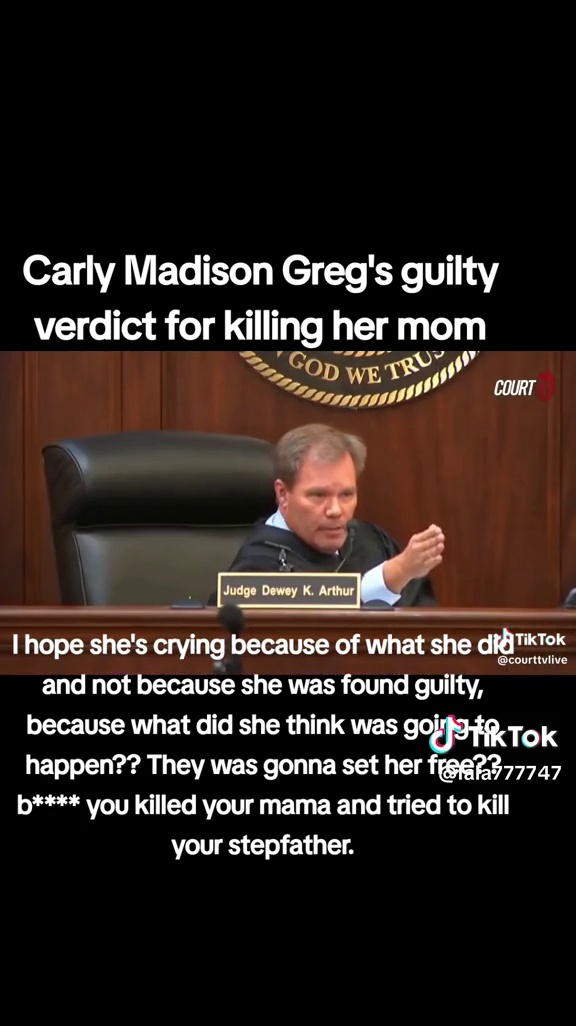 Carly Madison Greg's guilty
verdict for killing her mom
GOD WE TRUS
COURT
Judge Dewey K. Arthur
I hope she's crying because of what she did
TikTok
@courttvlive
and not because she was found guilty,
because what did she think was going to
TikTok
happen?? They was gonna set her free??
@lala777747
b**** you killed your mama and tried to kill
your stepfather.